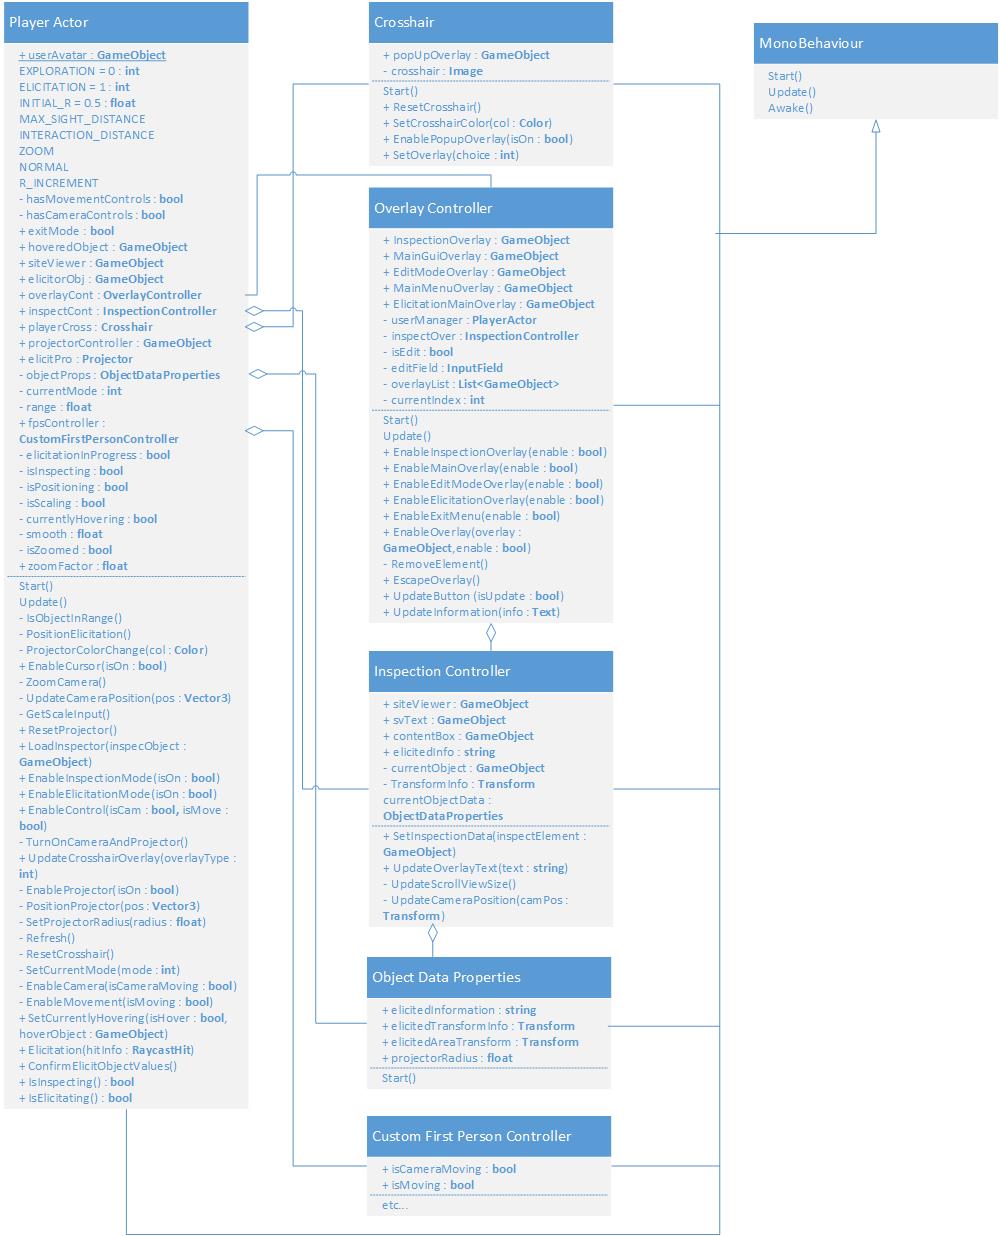 Player Actor
+ userAvatar : GameObject
EXPLORATION = 0 : int
ELICITATION = 1 : int
INITIAL_R = 0.5 : float
MAX_SIGHT_DISTANCE
INTERACTION_DISTANCE
ZOOM
NORMAL
R_INCREMENT
- hasMovementControls : bool
- hasCameraControls : bool
+ exitMode : bool
+ hoveredObject : GameObject
+ siteViewer : GameObject
+ elicitorObj : GameObject
+ overlayCont : OverlayController
+ inspectCont : InspectionController
+ playerCross : Crosshair
+ projectorController : GameObject
+ elicitPro : Projector
- objectProps : ObjectDataProperties
- currentMode : int
- range : float
+ fpsController :
CustomFirstPersonController
- elicitationInProgress : bool
- isInspecting : bool
- isPositioning : bool
- isScaling : bool
- currentlyHovering : bool
- smooth : float
- isZoomed : bool
+ zoomFactor : float
Start()
Update()
- IsObjectInRange()
- PositionElicitation()
- ProjectorColorChange(col : Color)
+ EnableCursor(isOn : bool)
- ZoomCamera()
- UpdateCameraPosition(pos : Vector3)
- GetScaleInput()
+ ResetProjector()
+ LoadInspector(inspecObject :
GameObject)
+ EnableInspectionMode(isOn : bool)
+ EnableElicitationMode(isOn : bool)
+ EnableControl(isCam : bool, isMove :
bool)
- TurnOnCameraAndProjector()
+ UpdateCrosshairOverlay(overlayType :
int)
- EnableProjector(isOn : bool)
- PositionProjector(pos : Vector3)
- SetProjectorRadius(radius : float)
- Refresh()
- ResetCrosshair()
- SetCurrentMode(mode : int)
- EnableCamera(isCameraMoving : bool)
- EnableMovement(isMoving : bool)
+ SetCurrentlyHovering(isHover : bool,
hoverObject : GameObject)
+ Elicitation(hitInfo : RaycastHit)
+ ConfirmElicitObjectValues()
+ IsInspecting() : bool
+ IsElicitating() : bool
Crosshair
+ popUpOverlay : GameObject
- crosshair : Image
Start()
+ ResetCrosshair()
+ SetCrosshairColor(col : Color)
+ EnablePopupOverlay(isOn : bool)
+ SetOverlay(choice : int)
Overlay Controller
+ InspectionOverlay : GameObject
+ MainGuiOverlay : GameObject
+ EditModeOverlay : GameObject
+ MainMenuOverlay : GameObject
+ ElicitationMainOverlay : GameObject
- userManager : PlayerActor
- inspectOver : InspectionController
- isEdit : bool
- editField : InputField
- overlayList : List<GameObject>
- currentIndex : int
Start()
Update()
+ EnableInspectionOverlay(enable : bool)
+ EnableMainOverlay(enable : bool)
+ EnableEditModeOverlay(enable : bool)
+ EnableElicitationOverlay(enable : bool)
+ EnableExitMenu(enable : bool)
+ EnableOverlay(overlay :
GameObject,enable : bool)
- RemoveElement()
+ EscapeOverlay()
+ UpdateButton (isUpdate : bool)
+ UpdateInformation(info : Text)
Inspection Controller
+ siteViewer : GameObject
+ svText : GameObject
+ contentBox : GameObject
+ elicitedInfo : string
- currentObject : GameObject
- TransformInfo : Transform
currentObjectData :
ObjectDataProperties
+ SetInspectionData(inspectElement :
GameObject)
+ UpdateOverlayText(text : string)
- UpdateScrollViewSize()
- UpdateCameraPosition(camPos :
Transform)
Object Data Properties
+ elicitedInformation : string
+ elicitedTransformInfo : Transform
+ elicitedAreaTransform : Transform
+ projectorRadius : float
Start()
Custom First Person Controller
+ isCameraMoving : bool
+ isMoving : bool
etc...
MonoBehaviour
Start()
Update()
Awake()